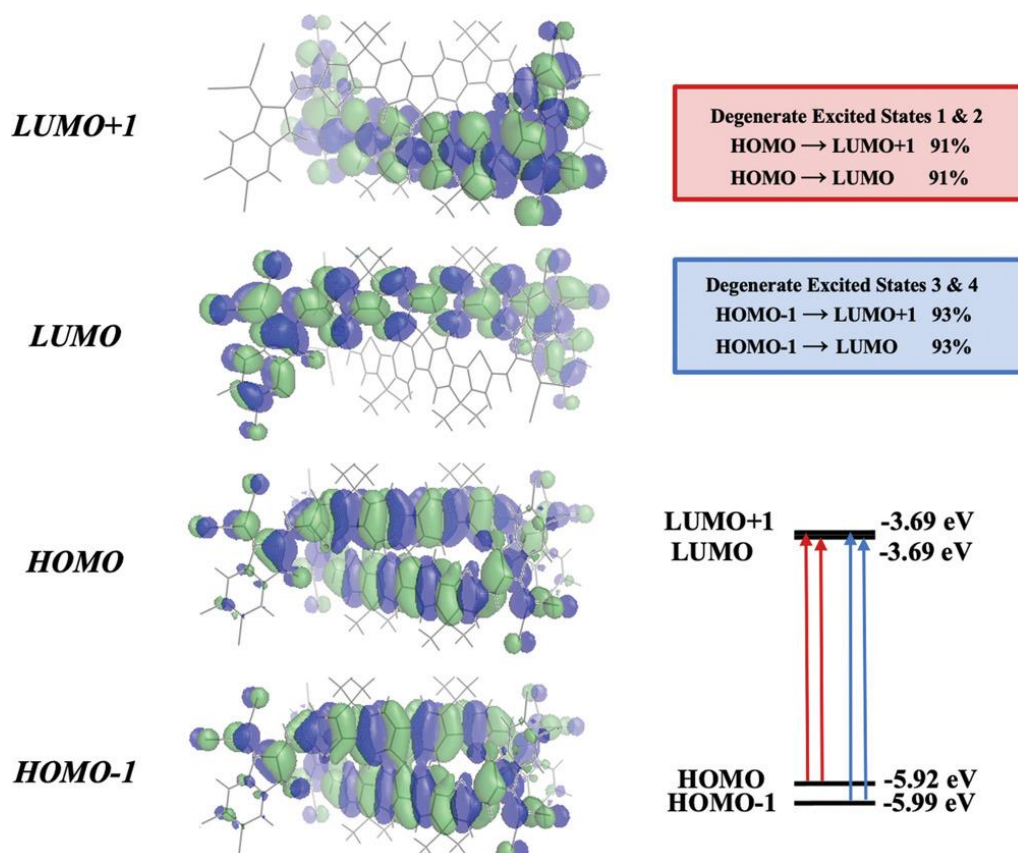 LUMO+1
LUMO
HOMO
HOMO-1
Degenerate Excited States 1 & 2
HOMO → LUMO+1 91%
HOMO → LUMO 91%
Degenerate Excited States 3 & 4
HOMO-1 → LUMO+1 93%
HOMO-1 → LUMO 93%
LUMO+1 -3.69 eV
LUMO -3.69 eV
HOMO -5.92 eV
HOMO-1 -5.99 eV